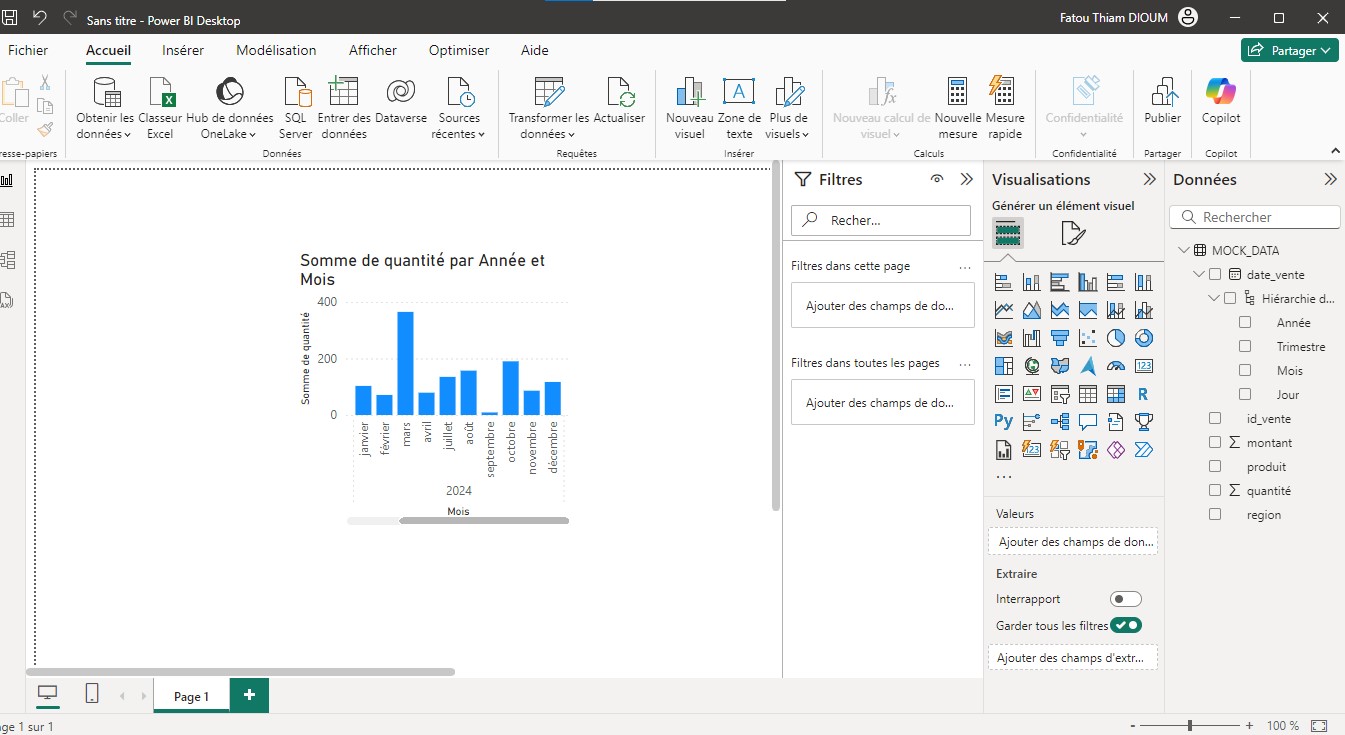 Sans titre - Power BI Desktop
Fatou Thiam DIOUM
Fichier
Accueil
Insérer
Modélisation
Afficher
Optimiser
Aide
Partager
Coller
resse-papiers
Obtenir les
données
Classeur
Excel
Hub de données
OneLake
SQL
Server
Entrer des
données
Dataverse
Sources
récentes
Données
Transformer les
données
Actualiser
Requêtes
Nouveau
visuel
Zone de
texte
Plus de
visuels
Insérer
Nouveau calcul de
visuel
Nouvelle
mesure
Mesure
rapide
Calculs
Confidentialité
Confidentialité
Publier
Partager
Copilot
Copilot
Somme de quantité par Année et
Mois
Somme de quantité
400
200
0
janvier
février
mars
avril
juillet
août
septembre
octobre
novembre
décembre
2024
Mois
Filtres
Recher...
Filtres dans cette page
...
Ajouter des champs de do...
Filtres dans toutes les pages
...
Ajouter des champs de do...
Visualisations
Générer un élément visuel
123
R
Py
123
...
Valeurs
Ajouter des champs de don...
Extraire
Interrapport
Garder tous les filtres
Ajouter des champs d'extr...
Données
Rechercher
MOCK_DATA
date_vente
Hiérarchie d...
Année
Trimestre
Mois
Jour
id_vente
∑ montant
produit
∑ quantité
region
Page 1
+
ge 1 sur 1
- + 100 %